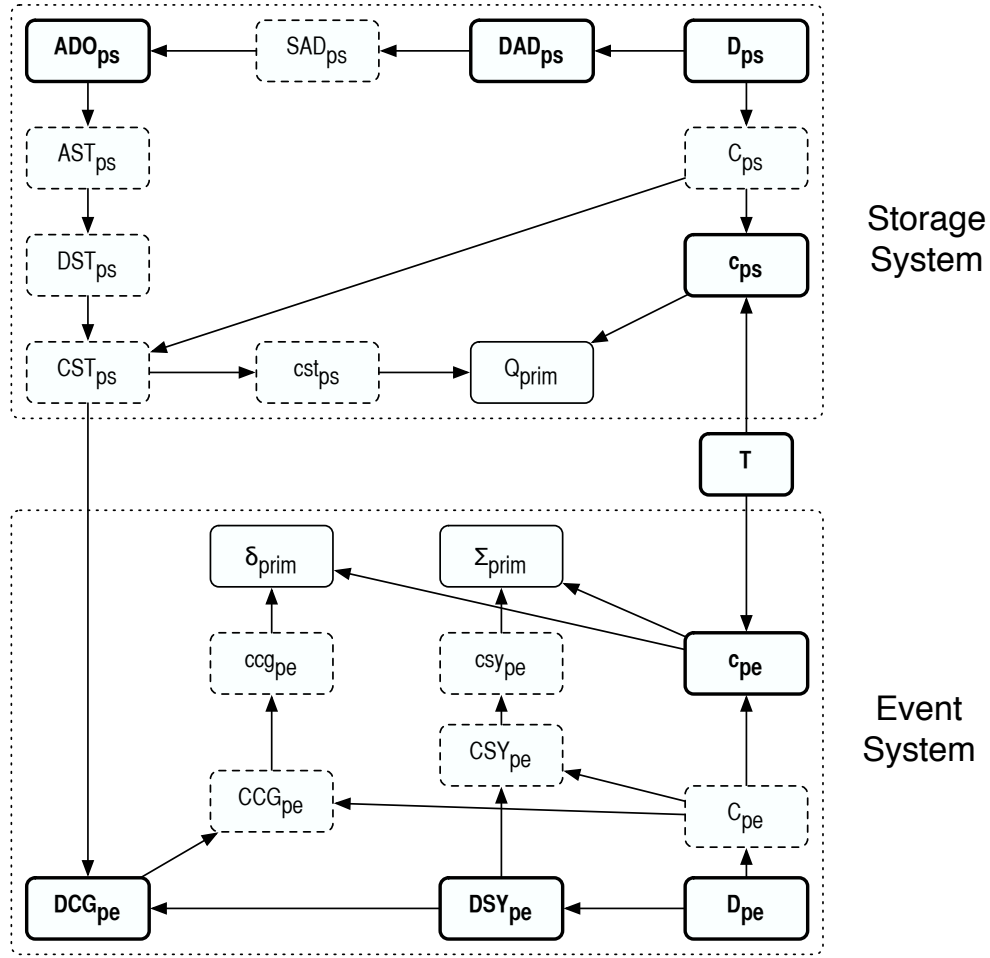 ADOps
SADps
DADps
Dps
ASTps
Cps
DSTps
cps
CSTps
cstps
Qprim
Storage
System
T
δprim
Σprim
ccgpe
csype
cpe
CSYpe
CCGpe
Cpe
Event
System
DCGpe
DSYpe
Dpe